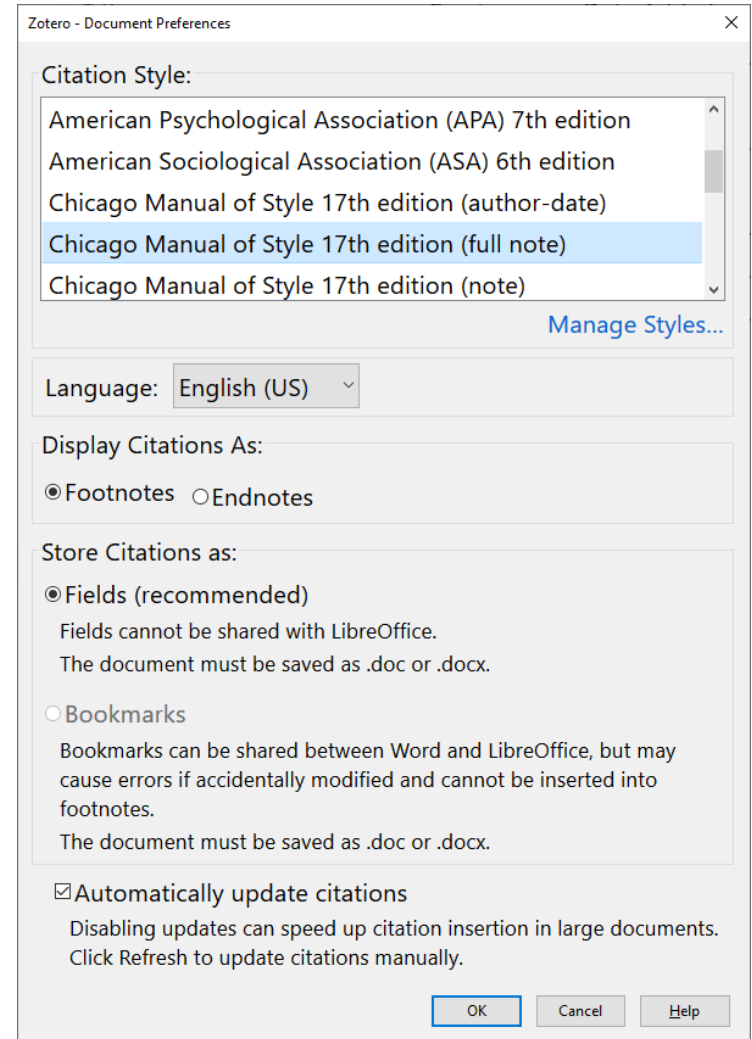 Zotero - Document Preferences
Citation Style:
American Psychological Association (APA) 7th edition
American Sociological Association (ASA) 6th edition
Chicago Manual of Style 17th edition (author-date)
Chicago Manual of Style 17th edition (full note)
Chicago Manual of Style 17th edition (note)
Manage Styles...
Language: English (US)
Display Citations As:
Footnotes Endnotes
Store Citations as:
Fields (recommended)
Fields cannot be shared with LibreOffice.
The document must be saved as .doc or .docx.
Bookmarks
Bookmarks can be shared between Word and LibreOffice, but may
cause errors if accidentally modified and cannot be inserted into
footnotes.
The document must be saved as .doc or .docx.
Automatically update citations
Disabling updates can speed up citation insertion in large documents.
Click Refresh to update citations manually.
OK Cancel Help